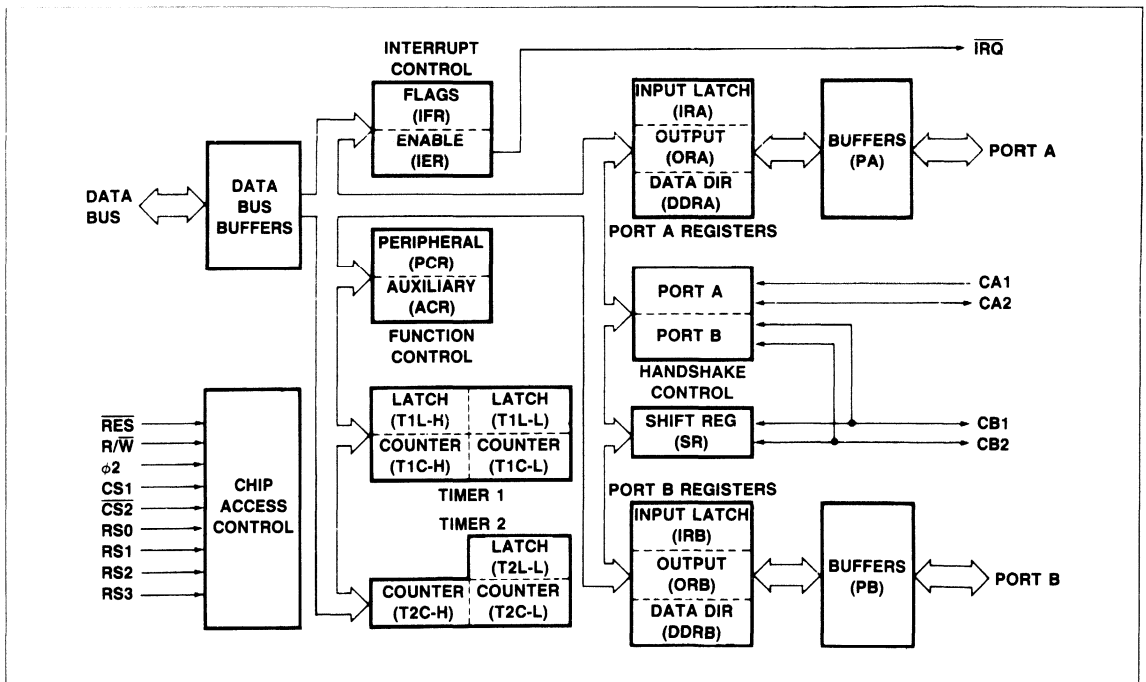 INTERRUPT
CONTROL
FLAGS
(IFR)
ENABLE
(IER)
IRQ
INPUT LATCH
(IRA)
OUTPUT
(ORA)
DATA DIR
(DDRA)
PORT A REGISTERS
BUFFERS
(PA)
PORT A
DATA
BUS
DATA
BUS
BUFFERS
PERIPHERAL
(PCR)
AUXILIARY
(ACR)
FUNCTION
CONTROL
PORT A
PORT B
HANDSHAKE
CONTROL
CA1
CA2
SHIFT REG
(SR)
CB1
CB2
RES
R/W
φ2
CS1
CS2
RS0
RS1
RS2
RS3
CHIP
ACCESS
CONTROL
LATCH
(T1L-H)
LATCH
(T1L-L)
COUNTER
(T1C-H)
COUNTER
(T1C-L)
TIMER 1
TIMER 2
LATCH
(T2L-L)
COUNTER
(T2C-H)
COUNTER
(T2C-L)
PORT B REGISTERS
INPUT LATCH
(IRB)
OUTPUT
(ORB)
DATA DIR
(DDRB)
BUFFERS
(PB)
PORT B